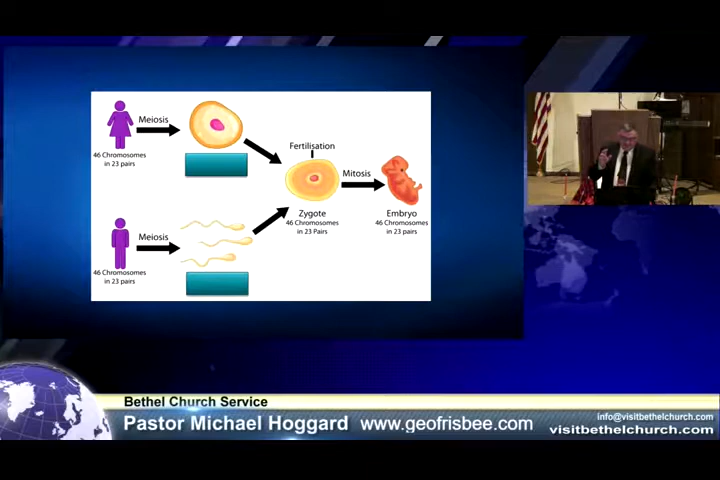 Meiosis
46 Chromosomes
in 23 pairs
Fertilisation
Mitosis
Zygote
46 Chromosomes
in 23 Pairs
Embryo
46 Chromosomes
in 23 pairs
Meiosis
46 Chromosomes
in 23 pairs
Bethel Church Service
Pastor Michael Hoggard www.geofrisbee.com
info@visitbethelchurch.com
visitbethelchurch.com